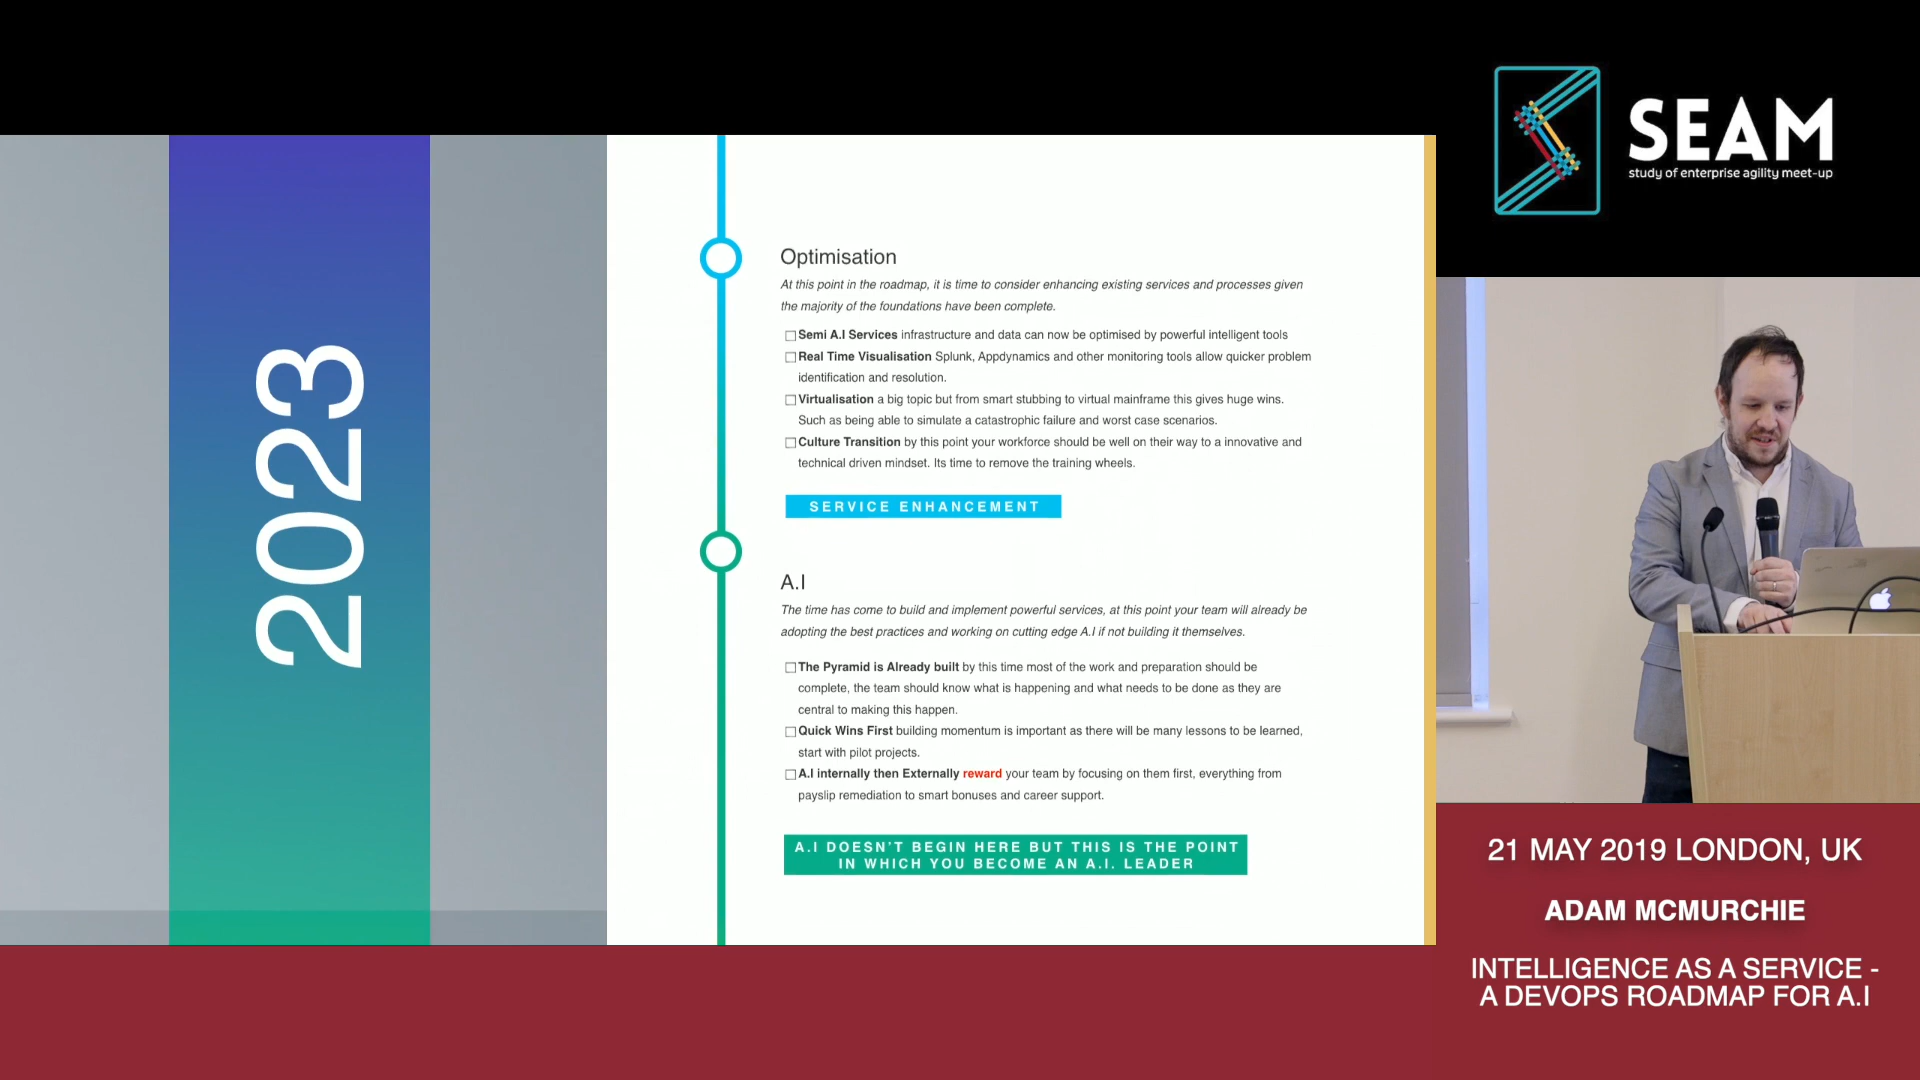 2023
Optimisation
At this point in the roadmap, it is time to consider enhancing existing services and processes given
the majority of the foundations have been complete.
Semi A.I Services infrastructure and data can now be optimised by powerful intelligent tools
Real Time Visualisation Splunk, Appdynamics and other monitoring tools allow quicker problem
identification and resolution.
Virtualisation a big topic but from smart stubbing to virtual mainframe this gives huge wins.
Such as being able to simulate a catastrophic failure and worst case scenarios.
Culture Transition by this point your workforce should be well on their way to a innovative and
technical driven mindset. Its time to remove the training wheels.
SERVICE ENHANCEMENT
A.I
The time has come to build and implement powerful services, at this point your team will already be
adopting the best practices and working on cutting edge A.I if not building it themselves.
The Pyramid is Already built by this time most of the work and preparation should be
complete, the team should know what is happening and what needs to be done as they are
central to making this happen.
Quick Wins First building momentum is important as there will be many lessons to be learned,
start with pilot projects.
A.I internally then Externally reward your team by focusing on them first, everything from
payslip remediation to smart bonuses and career support.
A.I DOESN'T BEGIN HERE BUT THIS IS THE POINT
IN WHICH YOU BECOME AN A.I. LEADER
SEAM
study of enterprise agility meet-up
21 MAY 2019 LONDON, UK
ADAM MCMURCHIE
INTELLIGENCE AS A SERVICE -
A DEVOPS ROADMAP FOR A.I